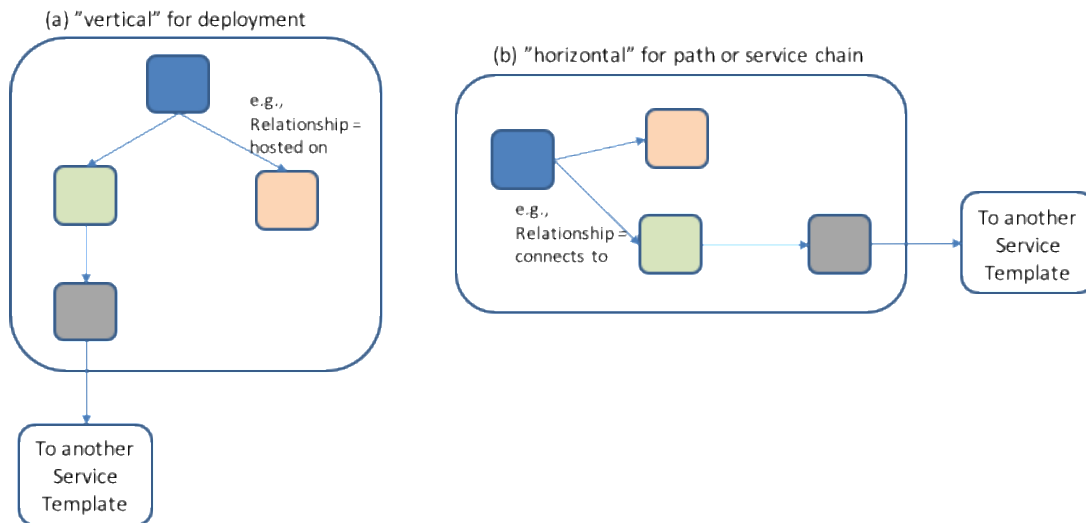 (a) ”vertical” for deployment
e.g.,
Relationship =
hosted on
To another
Service
Template
(b) ”horizontal” for path or service chain
e.g.,
Relationship =
connects to
To another
Service
Template